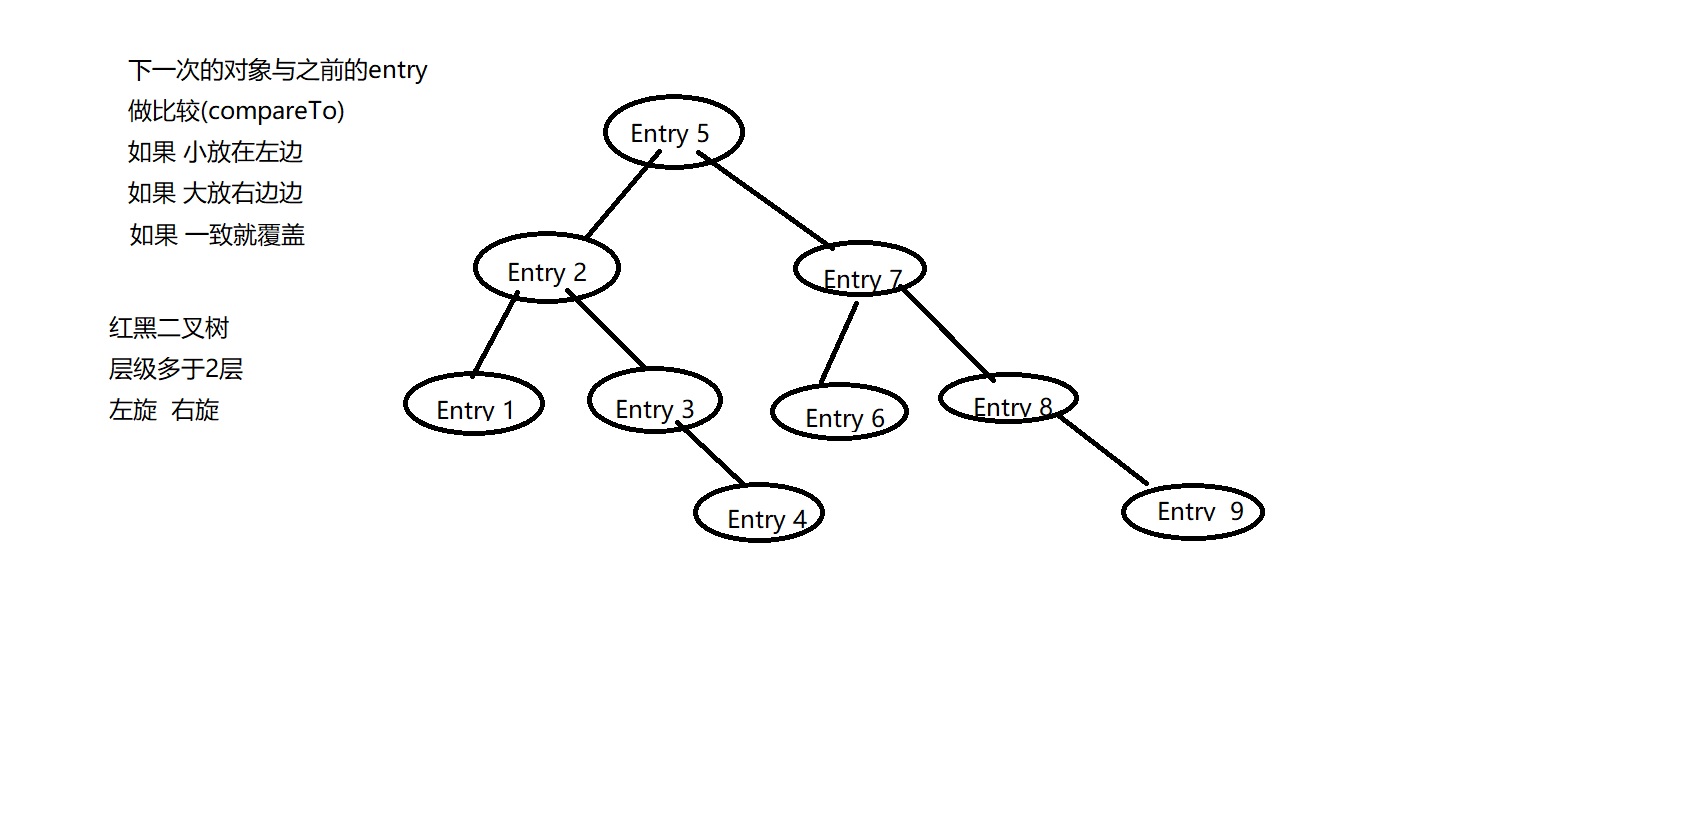 下一次的对象与之前的entry
做比较(compareTo)
如果 小放在左边
如果 大放右边边
如果 一致就覆盖
红黑二叉树
层级多于2层
左旋 右旋
Entry 5
Entry 2
Entry 7
Entry 1
Entry 3
Entry 6
Entry 8
Entry 4
Entry 9